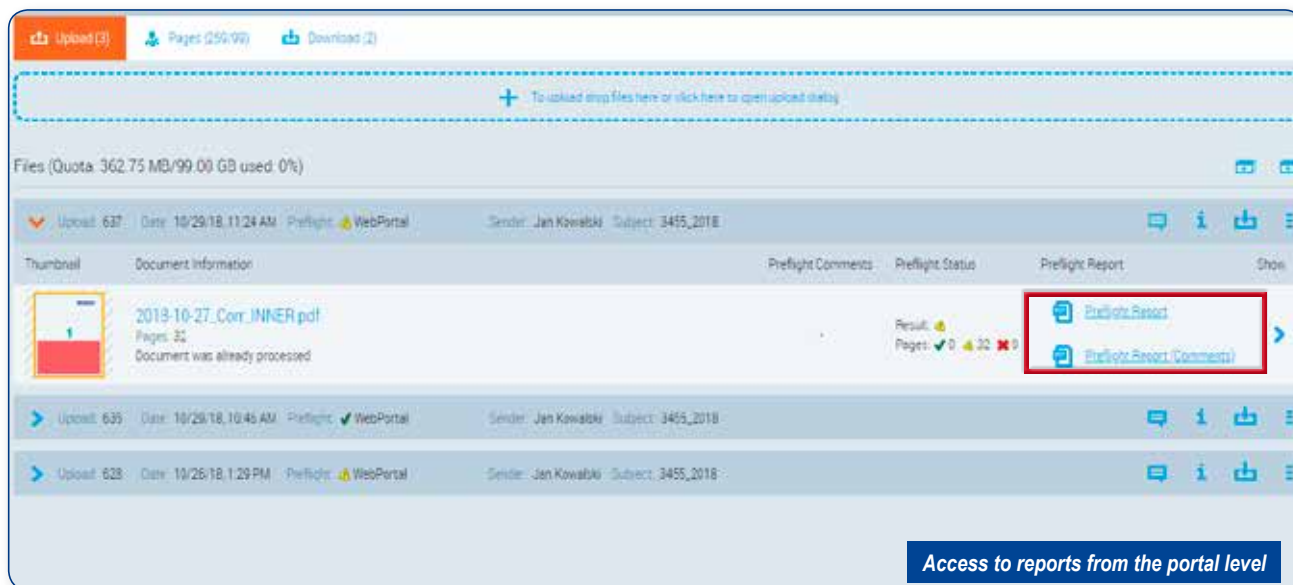 Upload (3) Pages (259/99) Download (2)
To upload drop files here or click here to open upload dialog
Files (Quota: 362.75 MB/99.00 GB used: 0%)
Upload: 637 Date: 10/29/18, 11:24 AM Preflight: WebPortal Sender: Jan Kowalski Subject: 3455_2018
Thumbnail Document Information Preflight Comments Preflight Status Preflight Report Show
1
2018-10-27_Corr_INNER.pdf
Pages: 32
Document was already processed
-
Result:
Pages: 0 32 0
Preflight Report
Preflight Report (Comments)
Upload: 635 Date: 10/29/18, 10:46 AM Preflight: WebPortal Sender: Jan Kowalski Subject: 3455_2018
Upload: 628 Date: 10/26/18, 1:29 PM Preflight: WebPortal Sender: Jan Kowalski Subject: 3455_2018
Access to reports from the portal level